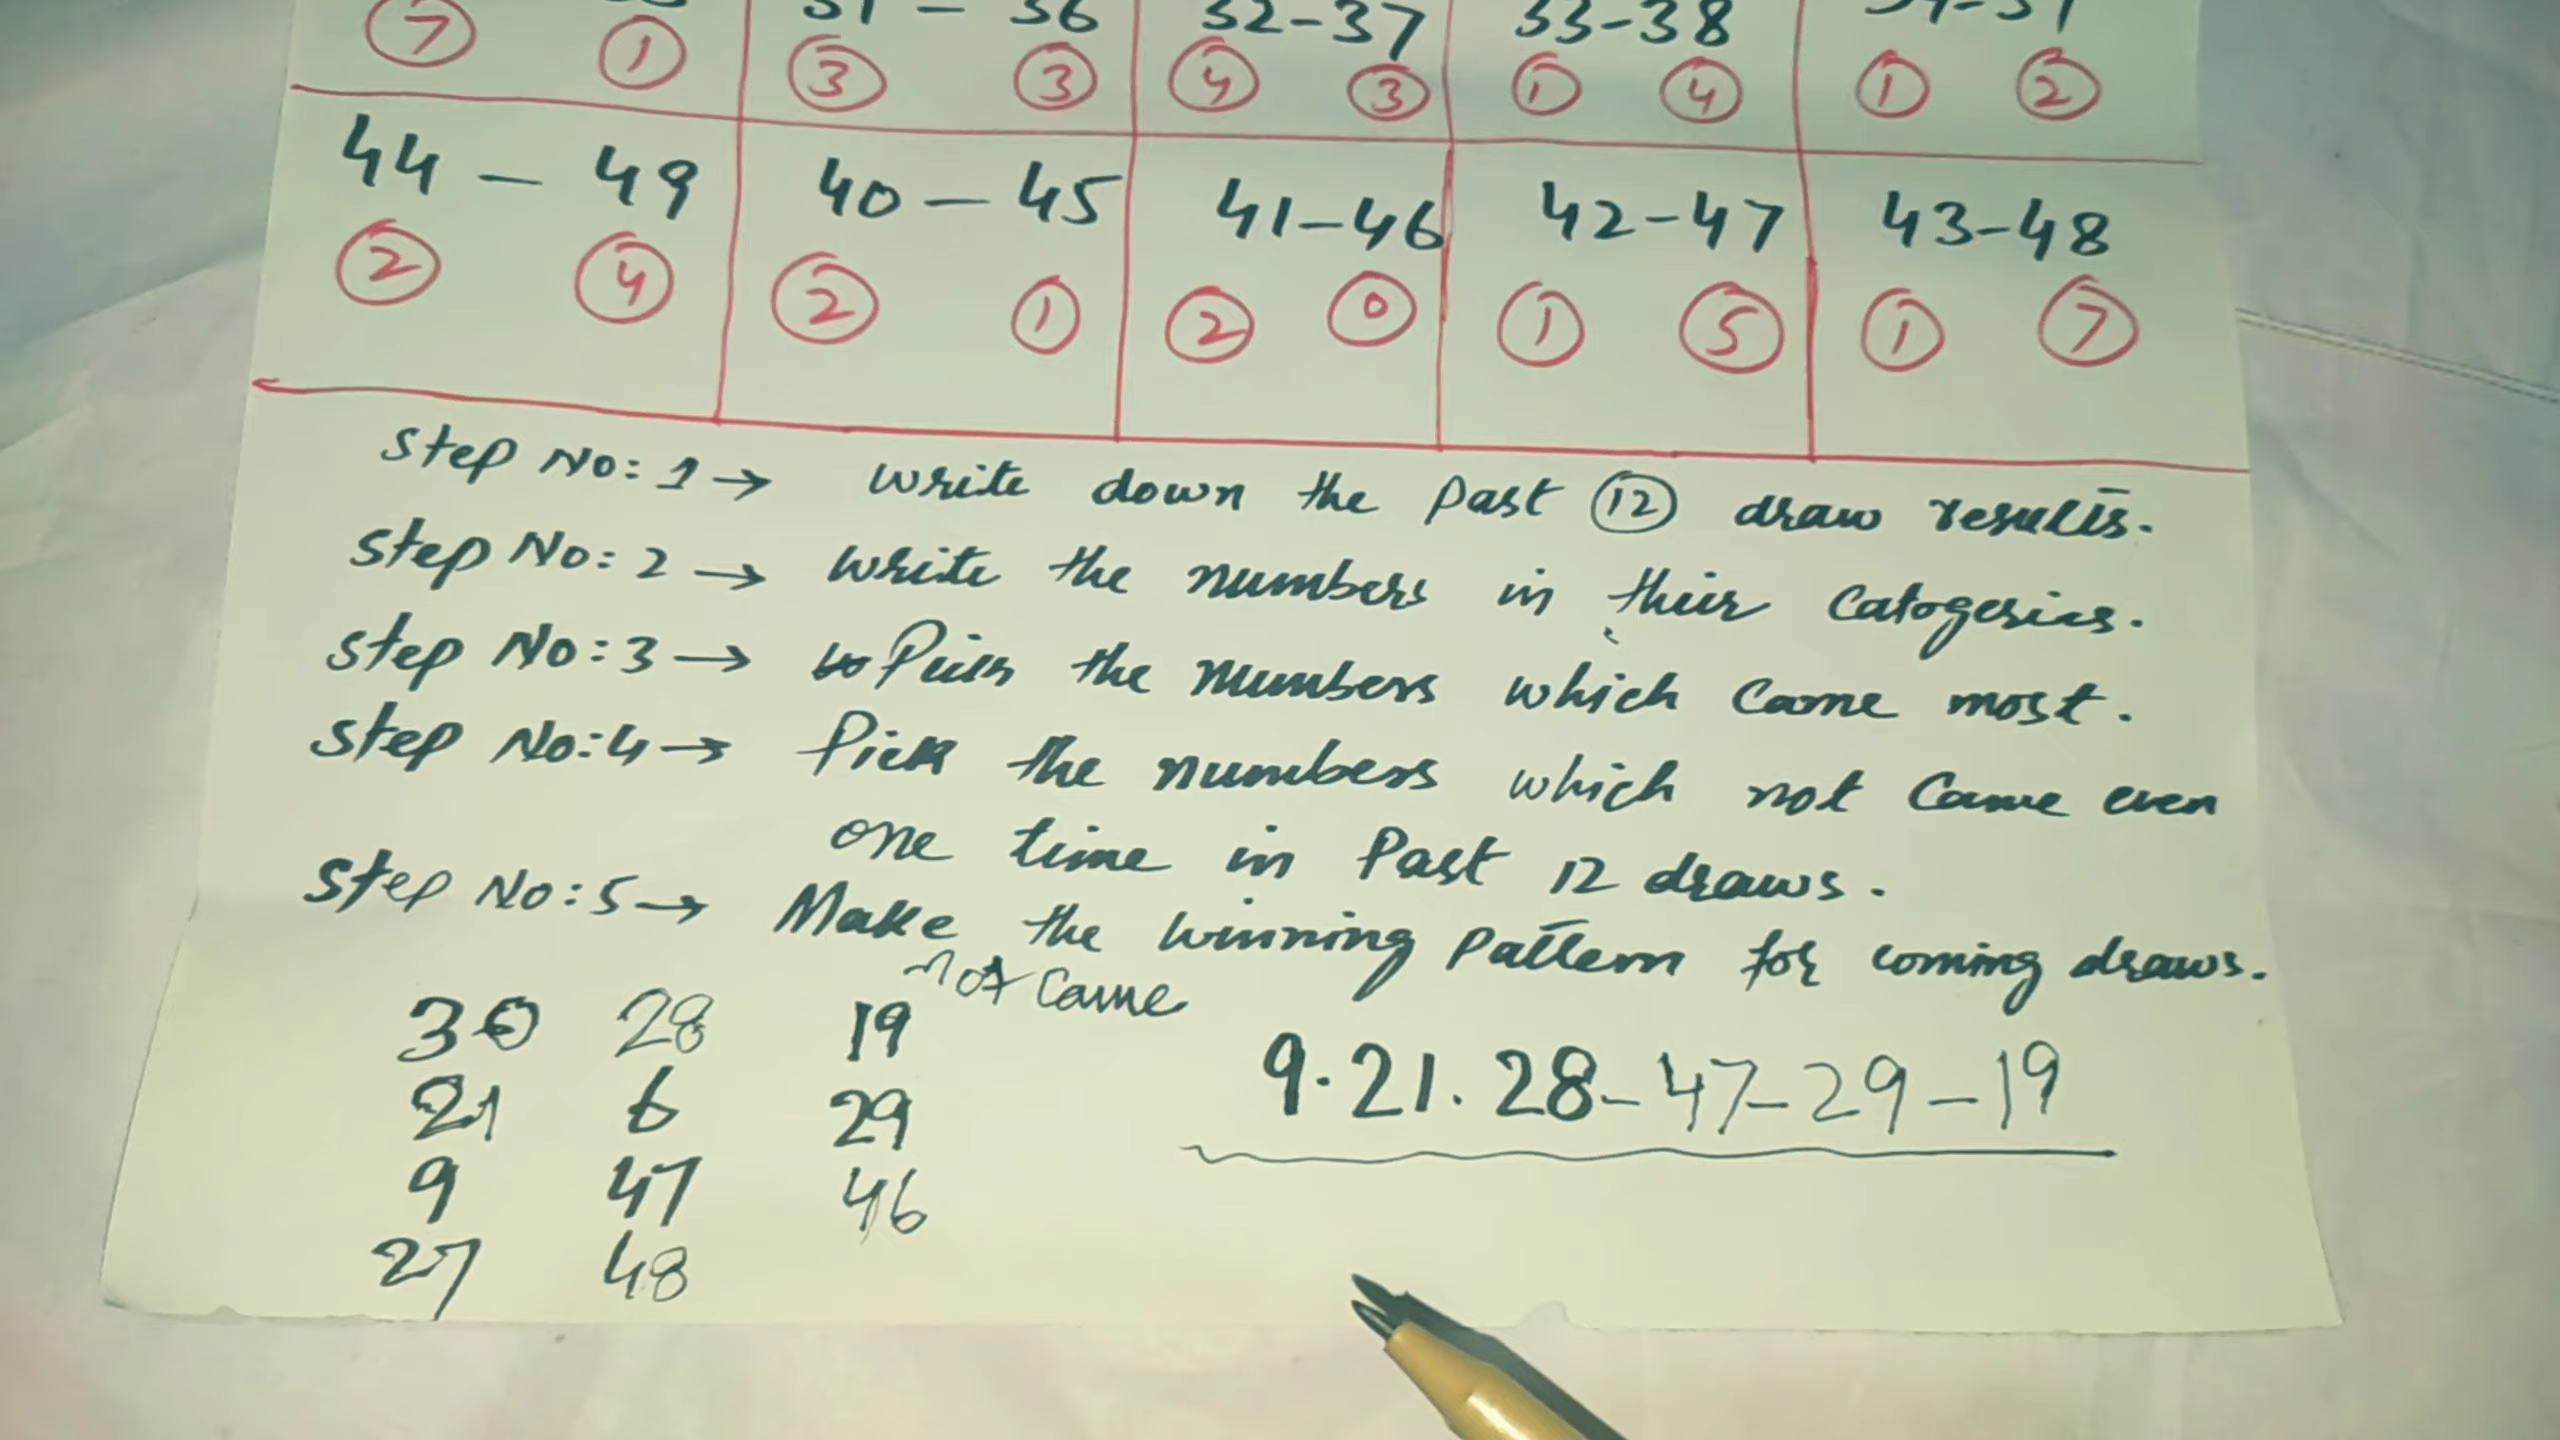 31 - 36 32-37 33-38
7 1 3 3 4 3 1 4 1 2
44 - 49 40 - 45 41-46 42-47 43-48
2 4 2 1 2 0 1 5 1 7
Step No: 1 → Write down the Past 12 draw results.
Step No: 2 → Write the numbers in their Catogeries.
Step No: 3 → Pick the Numbers which Came most.
Step No: 4 → Pick the numbers which not Came even
one time in Past 12 draws.
Step No: 5 → Make the winning Pattern for coming draws.
Not Came
30 28 19
21 6 29
9 47 46
27 48
9.21.28-47-29-19